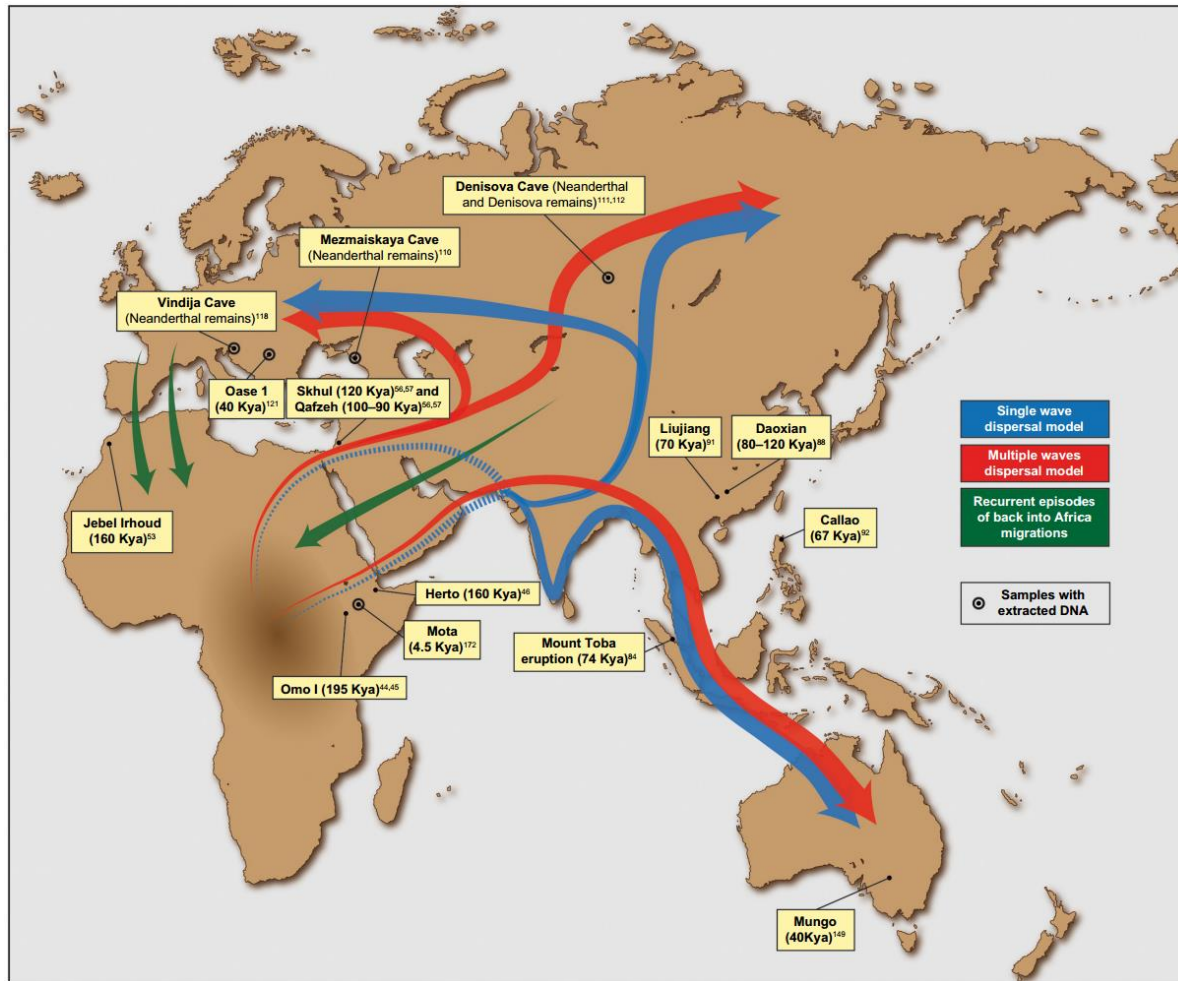 Denisova Cave (Neanderthal
and Denisova remains)111,112
Mezmaiskaya Cave
(Neanderthal remains)110
Vindija Cave
(Neanderthal remains)118
Oase 1
(40 Kya)121
Skhul (120 Kya)56,57 and
Qafzeh (100–90 Kya)56,57
Liujiang
(70 Kya)91
Daoxian
(80–120 Kya)88
Single wave
dispersal model
Multiple waves
dispersal model
Recurrent episodes
of back into Africa
migrations
Jebel Irhoud
(160 Kya)53
Callao
(67 Kya)92
Herto (160 Kya)46
Samples with
extracted DNA
Mota
(4.5 Kya)172
Mount Toba
eruption (74 Kya)84
Omo I (195 Kya)44,45
Mungo
(40Kya)149